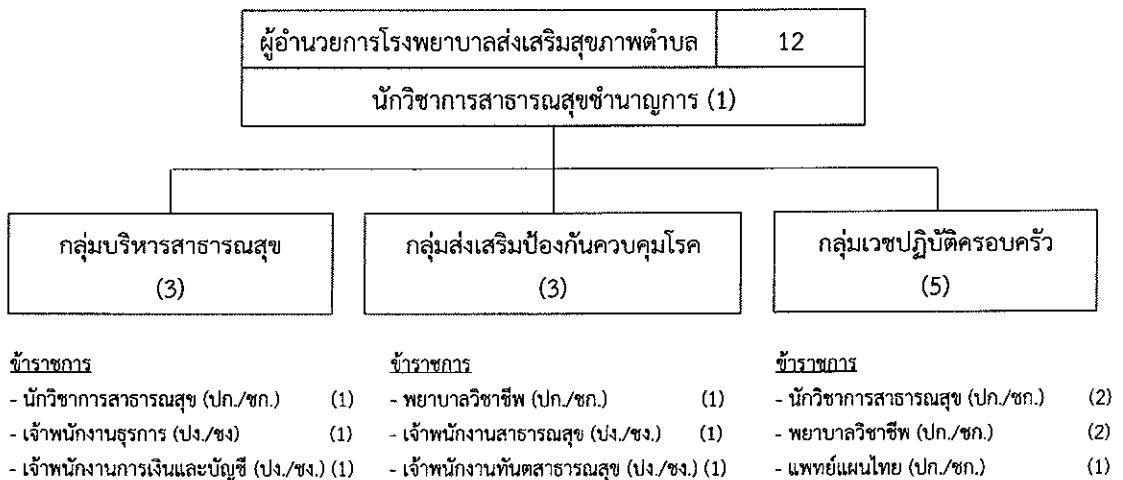 ผู้อำนวยการโรงพยาบาลส่งเสริมสุขภาพตำบล 12
นักวิชาการสาธารณสุขชำนาญการ (1)
กลุ่มบริหารสาธารณสุข
(3)
กลุ่มส่งเสริมป้องกันควบคุมโรค
(3)
กลุ่มเวชปฏิบัติครอบครัว
(5)
ข้าราชการ
- นักวิชาการสาธารณสุข (ปก./ชก.) (1)
- เจ้าพนักงานธุรการ (ปง./ชง) (1)
- เจ้าพนักงานการเงินและบัญชี (ปง./ชง.) (1)
ข้าราชการ
- พยาบาลวิชาชีพ (ปก./ชก.) (1)
- เจ้าพนักงานสาธารณสุข (ปง./ชง.) (1)
- เจ้าพนักงานทันตสาธารณสุข (ปง./ชง.) (1)
ข้าราชการ
- นักวิชาการสาธารณสุข (ปก./ชก.) (2)
- พยาบาลวิชาชีพ (ปก./ชก.) (2)
- แพทย์แผนไทย (ปก./ชก.) (1)